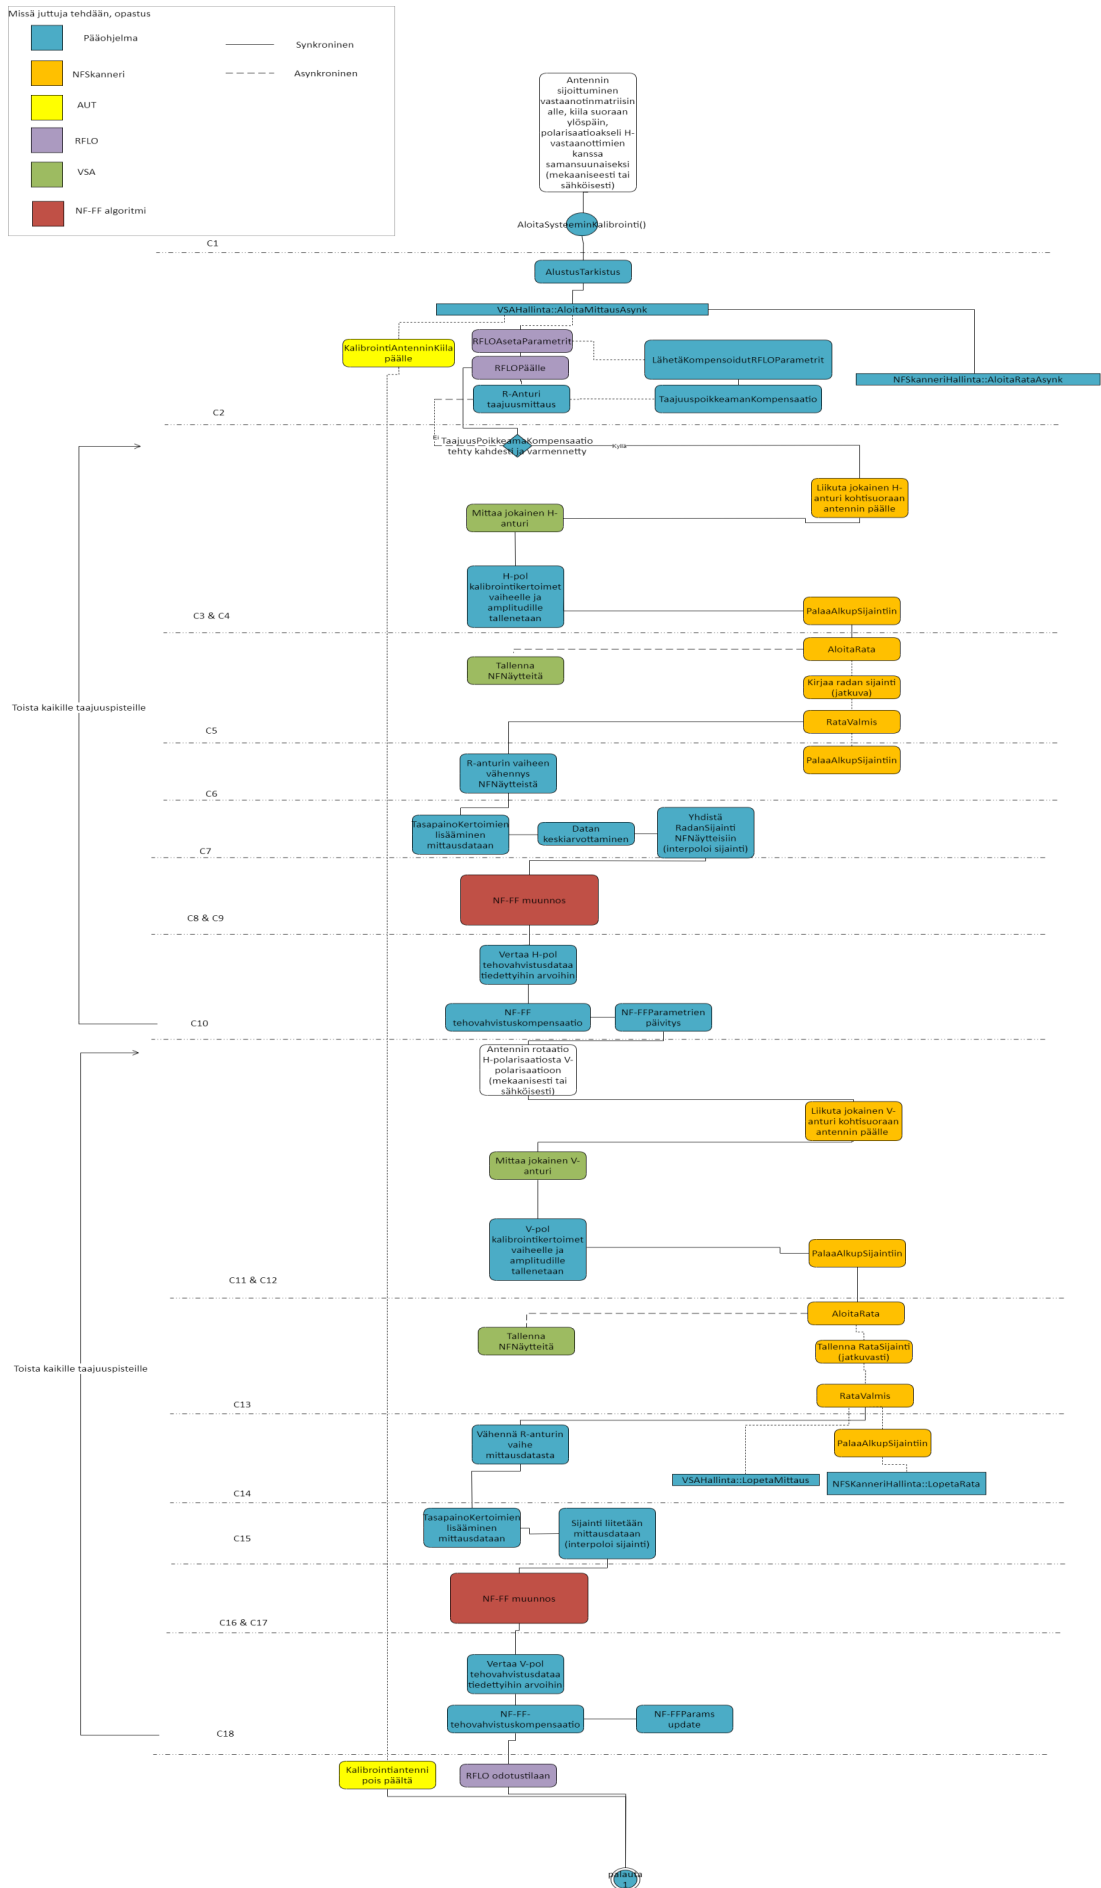 Missä juttuja tehdään, opastus
Pääohjelma
Synkroninen
NFSkanneri
Asynkroninen
AUT
RFLO
VSA
NF-FF algoritmi
Antennin
sijoittuminen
vastaanotinmatriisin
alle, kiila suoraan
ylöspäin,
polarisaatioakseli H-
vastaanottimien
kanssa
samansuunaiseksi
(mekaaniseesti tai
sähköisesti)
AloitaSysteeminKalibrointi()
C1
AlustusTarkistus
VSAHallinta::AloitaMittausAsynk
KalibrointiAntenninKiila
päälle
RFLOAsetaParametrit
LähetäKompensoidutRFLOParametrit
RFLOPäälle
NFSkanneriHallinta::AloitaRataAsynk
R-Anturi
taajuusmittaus
TaajuuspoikkeamanKompensaatio
C2
Ei
TaajuusPoikkeamaKompensaatio
tehty kahdesti ja varmennetty
Kyllä
Liikuta jokainen H-
anturi kohtisuoraan
antennin päälle
Mittaa jokainen H-
anturi
H-pol
kalibrointikertoimet
vaiheelle ja
amplitudille
tallenetaan
C3 & C4
PalaaAlkupSijaintiin
AloitaRata
Tallenna
NFNäytteitä
Kirjaa radan sijainti
(jatkuva)
Toista kaikille taajuuspisteille
RataValmis
C5
R-anturin vaiheen
vähennys
NFNäytteistä
PalaaAlkupSijaintiin
C6
TasapainoKertoimien
lisääminen
mittausdataan
Datan
keskiarvottaminen
Yhdistä
RadanSijainti
NFNäytteisiin
(interpoloi sijainti)
C7
NF-FF muunnos
C8 & C9
Vertaa H-pol
tehovahvistusdataa
tiedettyihin arvoihin
NF-FF
tehovahvistuskompensaatio
NF-FFParametrien
päivitys
C10
Antennin rotaatio
H-polarisaatiosta V-
polarisaatioon
(mekaanisesti tai
sähköisesti)
Liikuta jokainen V-
anturi kohtisuoraan
antennin päälle
Mittaa jokainen V-
anturi
V-pol
kalibrointikertoimet
vaiheelle ja
amplitudille
tallenetaan
PalaaAlkupSijaintiin
C11 & C12
AloitaRata
Tallenna
NFNäytteitä
Tallenna RataSijainti
(jatkuvasti)
Toista kaikille taajuuspisteille
RataValmis
C13
Vähennä R-anturin
vaihe
mittausdatasta
PalaaAlkupSijaintiin
VSAHallinta::LopetaMittaus
NFSKanneriHallinta::LopetaRata
C14
TasapainoKertoimien
lisääminen
mittausdataan
Sijainti liitetään
mittausdataan
(interpoloi sijainti)
C15
NF-FF muunnos
C16 & C17
Vertaa V-pol
tehovahvistusdataa
tiedettyihin arvoihin
NF-FF-
tehovahvistuskompensaatio
NF-FFParams
update
C18
Kalibrointiantenni
pois päältä
RFLO odotustilaan
palauta
1